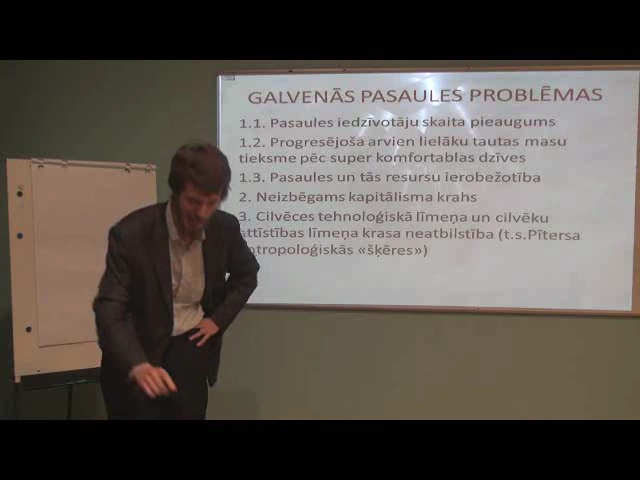 GALVENĀS PASAULES PROBLĒMAS
1.1. Pasaules iedzīvotāju skaita pieaugums
1.2. Progresējoša arvien lielāku tautas masu
tieksme pēc super komfortablas dzīves
1.3. Pasaules un tās resursu ierobežotība
2. Neizbēgams kapitālisma krahs
3. Cilvēces tehnoloģiskā līmeņa un cilvēku
attīstības līmeņa krasa neatbilstība (t.s.Pītersa
ntropoloģiskās «šķēres»)